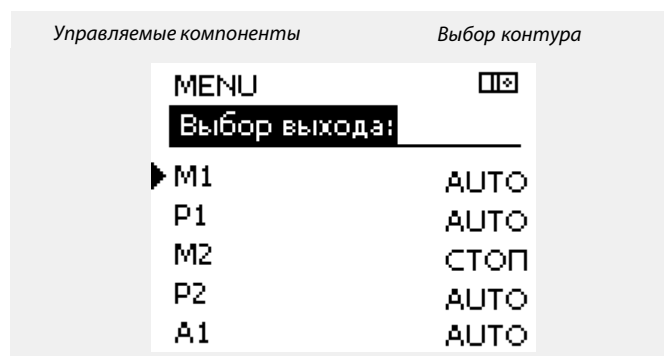 Управляемые компоненты Выбор контура
MENU
Выбор выхода:
M1 AUTO
P1 AUTO
M2 СТОП
P2 AUTO
A1 AUTO